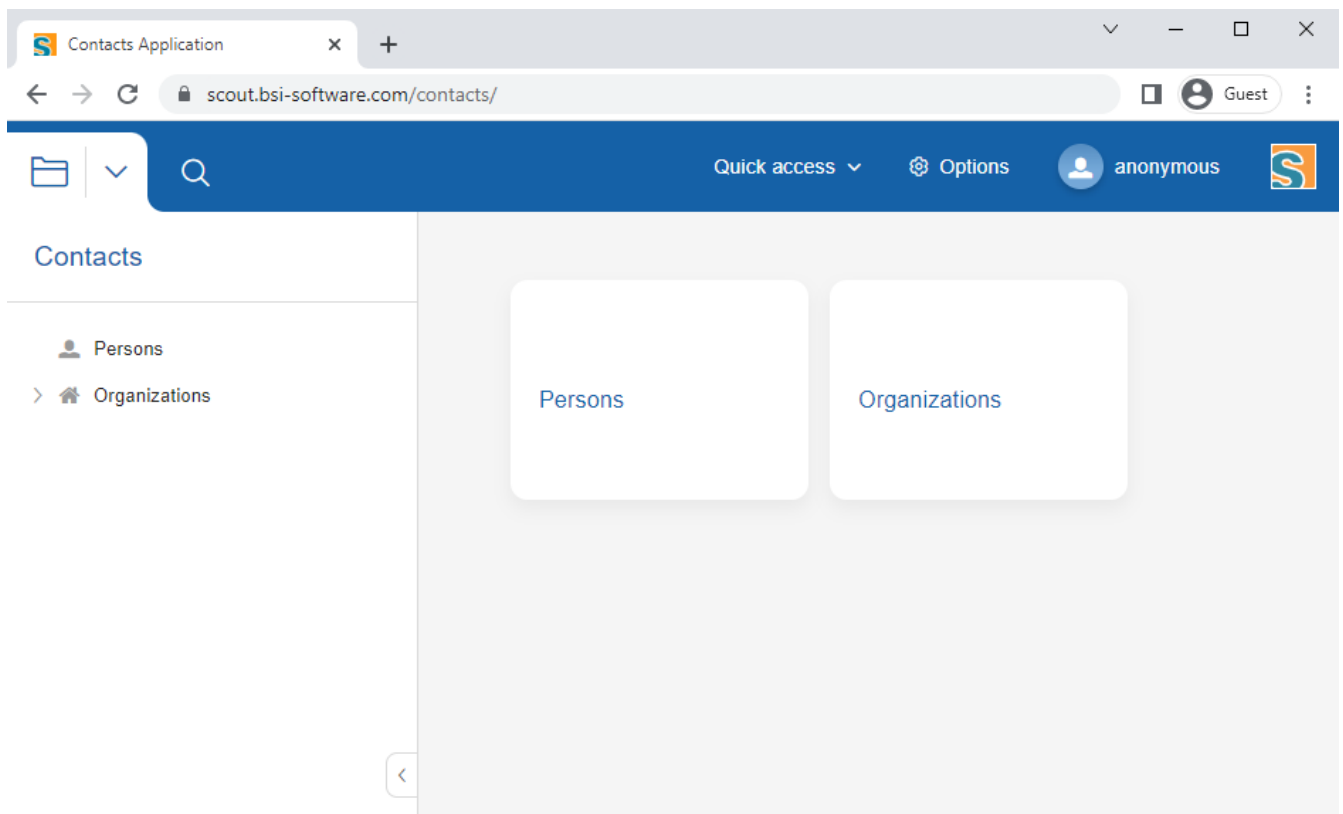 Contacts Application
scout.bsi-software.com/contacts/
Guest
Quick access
Options
anonymous
S
Contacts
Persons
Organizations
Persons
Organizations